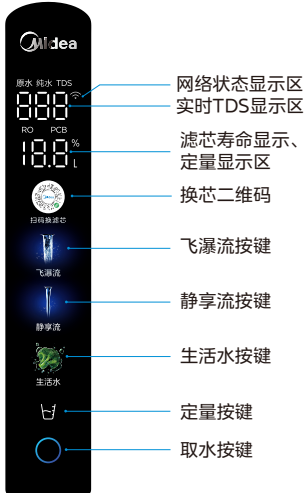 Midea
原水 纯水 TDS
888
RO PCB
18.8 % L
扫码换滤芯
飞瀑流
静享流
生活水
网络状态显示区
实时TDS显示区
滤芯寿命显示、
定量显示区
换芯二维码
飞瀑流按键
静享流按键
生活水按键
定量按键
取水按键